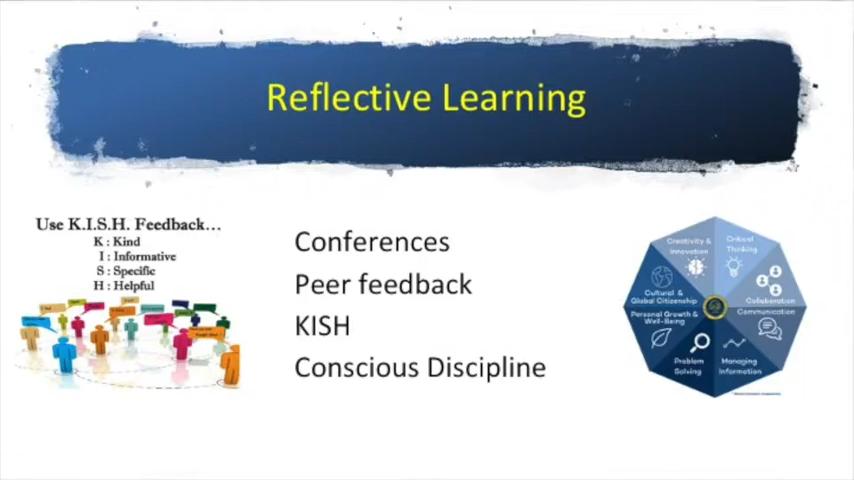 Reflective Learning
Use K.I.S.H. Feedback…
K : Kind
I : Informative
S : Specific
H : Helpful
Conferences
Peer feedback
KISH
Conscious Discipline
Creativity &
Innovation
Critical
Thinking
Cultural &
Global Citizenship
Collaboration
Personal Growth &
Well-Being
Communication
Problem
Solving
Managing
Information